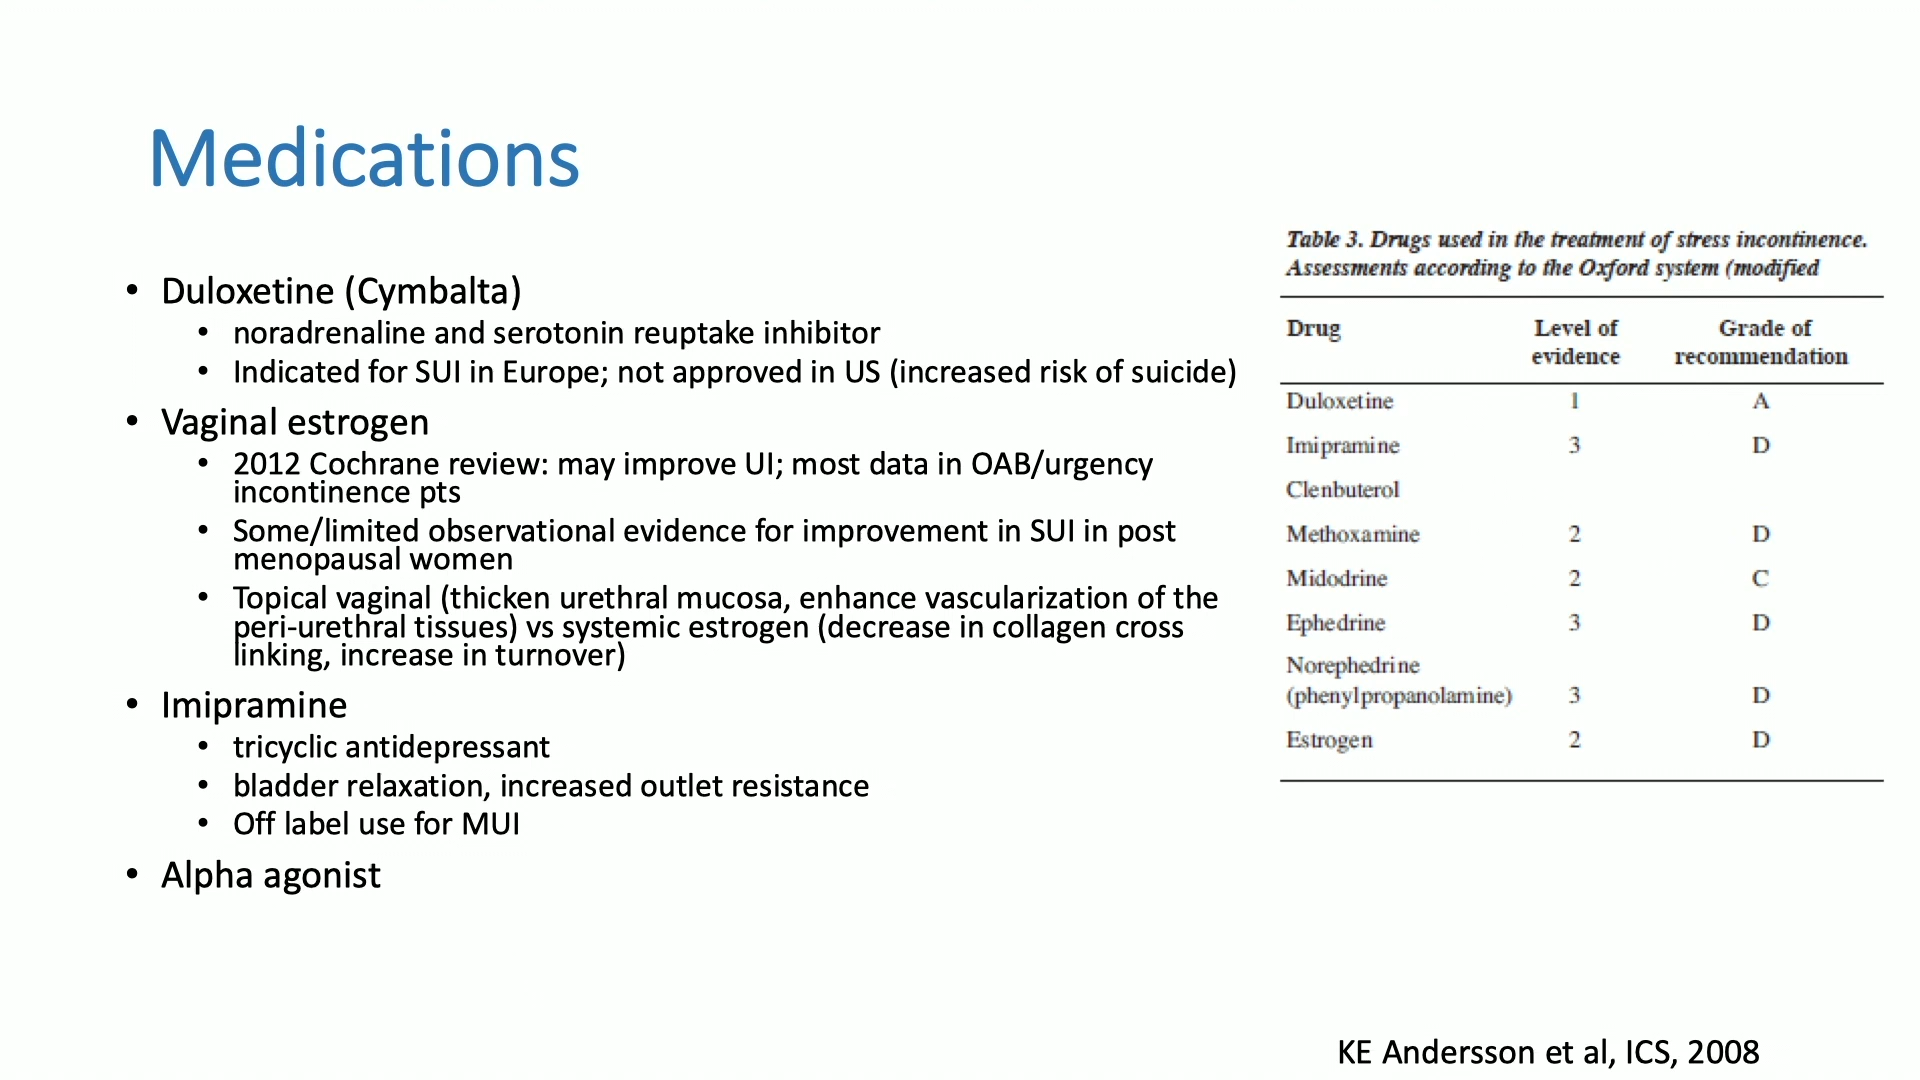 Medications
• Duloxetine (Cymbalta)
• noradrenaline and serotonin reuptake inhibitor
• Indicated for SUI in Europe; not approved in US (increased risk of suicide)
• Vaginal estrogen
• 2012 Cochrane review: may improve UI; most data in OAB/urgency
incontinence pts
• Some/limited observational evidence for improvement in SUI in post
menopausal women
• Topical vaginal (thicken urethral mucosa, enhance vascularization of the
peri-urethral tissues) vs systemic estrogen (decrease in collagen cross
linking, increase in turnover)
• Imipramine
• tricyclic antidepressant
• bladder relaxation, increased outlet resistance
• Off label use for MUI
• Alpha agonist
Table 3. Drugs used in the treatment of stress incontinence.
Assessments according to the Oxford system (modified
Drug Level of Grade of
evidence recommendation
Duloxetine 1 A
Imipramine 3 D
Clenbuterol
Methoxamine 2 D
Midodrine 2 C
Ephedrine 3 D
Norephedrine
(phenylpropanolamine) 3 D
Estrogen 2 D
KE Andersson et al, ICS, 2008